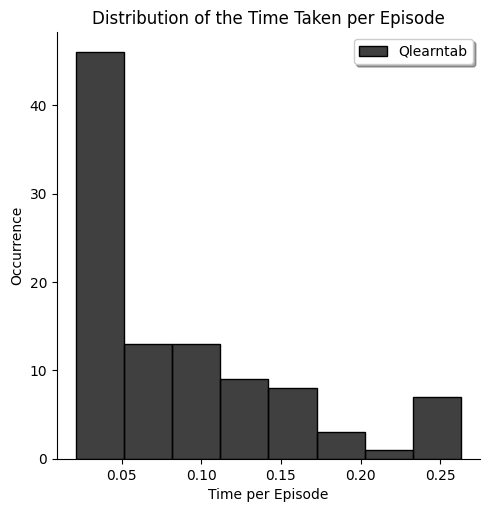 Distribution of the Time Taken per Episode
Qlearntab
Occurrence
40
30
20
10
0
0.05 0.10 0.15 0.20 0.25
Time per Episode